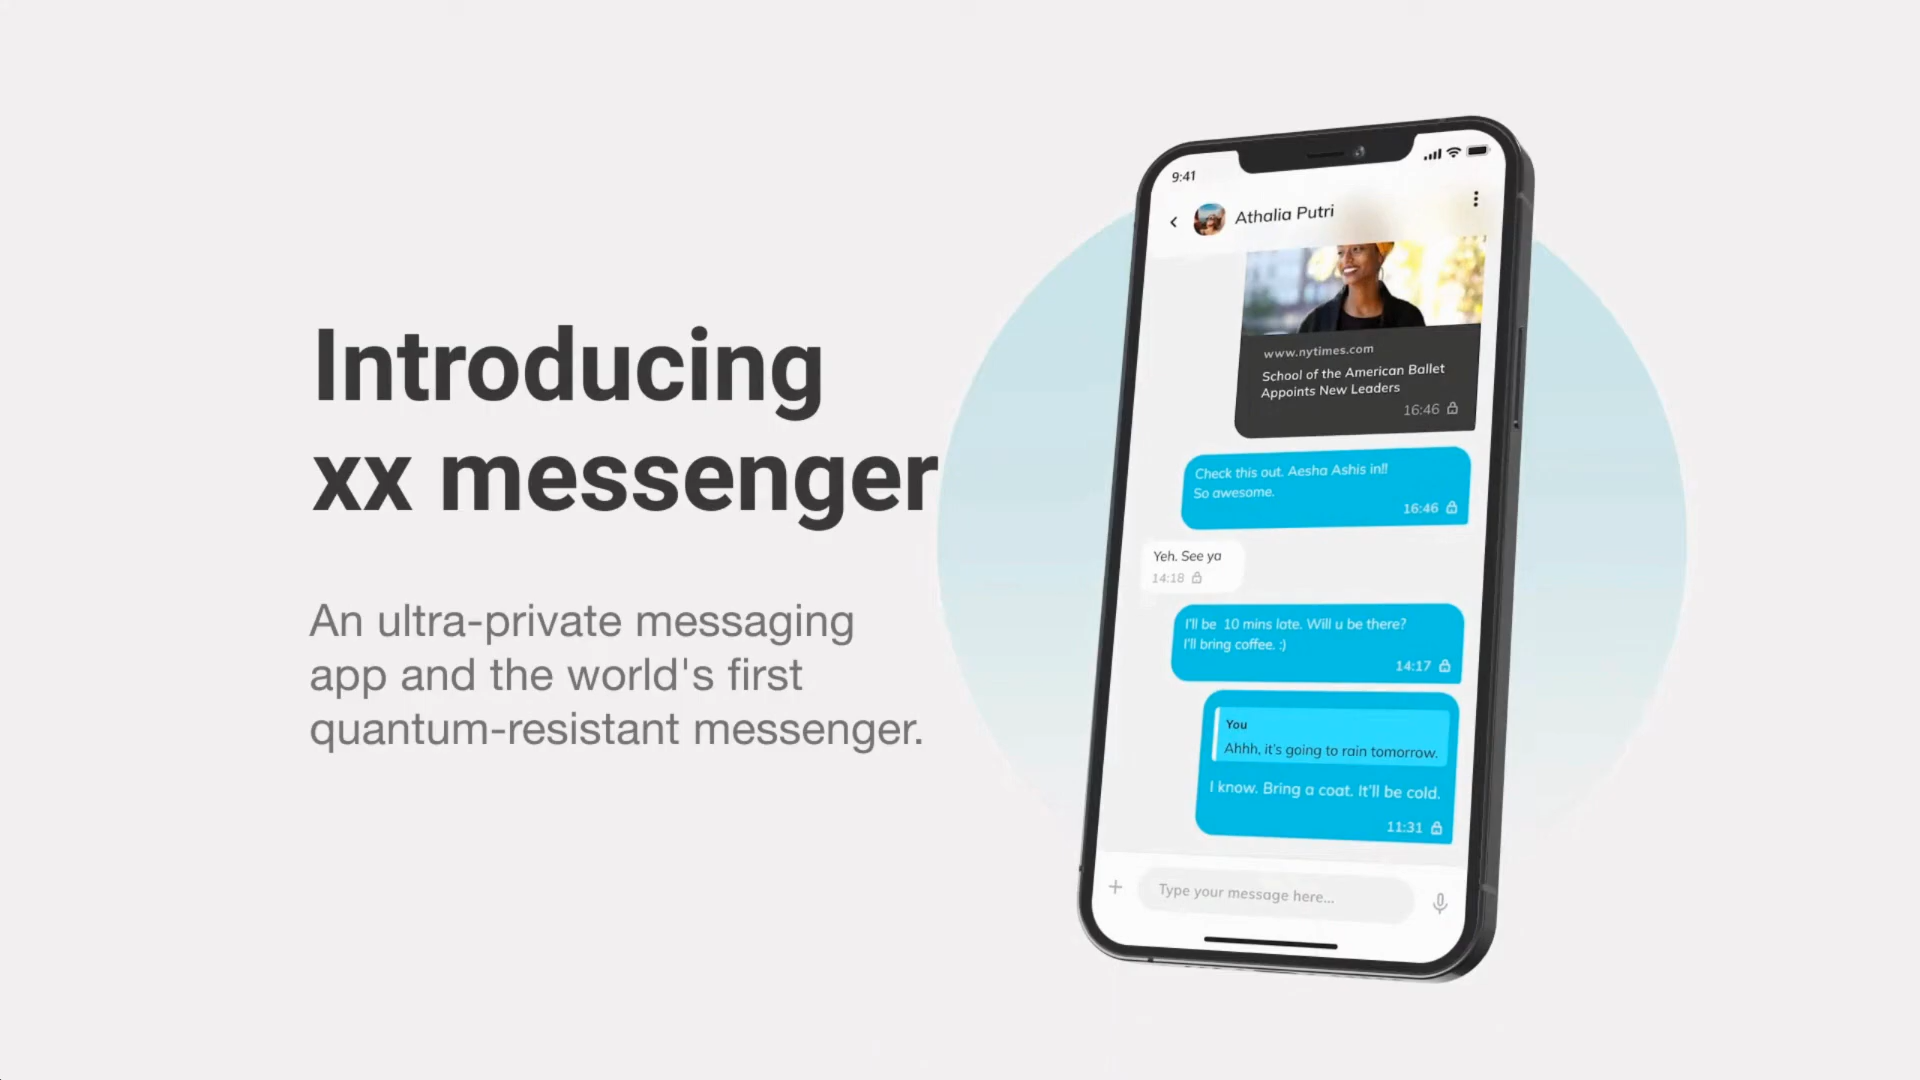 Introducing
xx messenger
An ultra-private messaging
app and the world's first
quantum-resistant messenger.
9:41
Athalia Putri
www.nytimes.com
School of the American Ballet
Appoints New Leaders
16:46
Check this out. Aesha Ashis in!!
So awesome.
16:46
Yeh. See ya
14:18
I'll be 10 mins late. Will u be there?
I'll bring coffee. :)
14:17
You
Ahhh, it's going to rain tomorrow.
I know. Bring a coat. It'll be cold.
11:31
Type your message here...